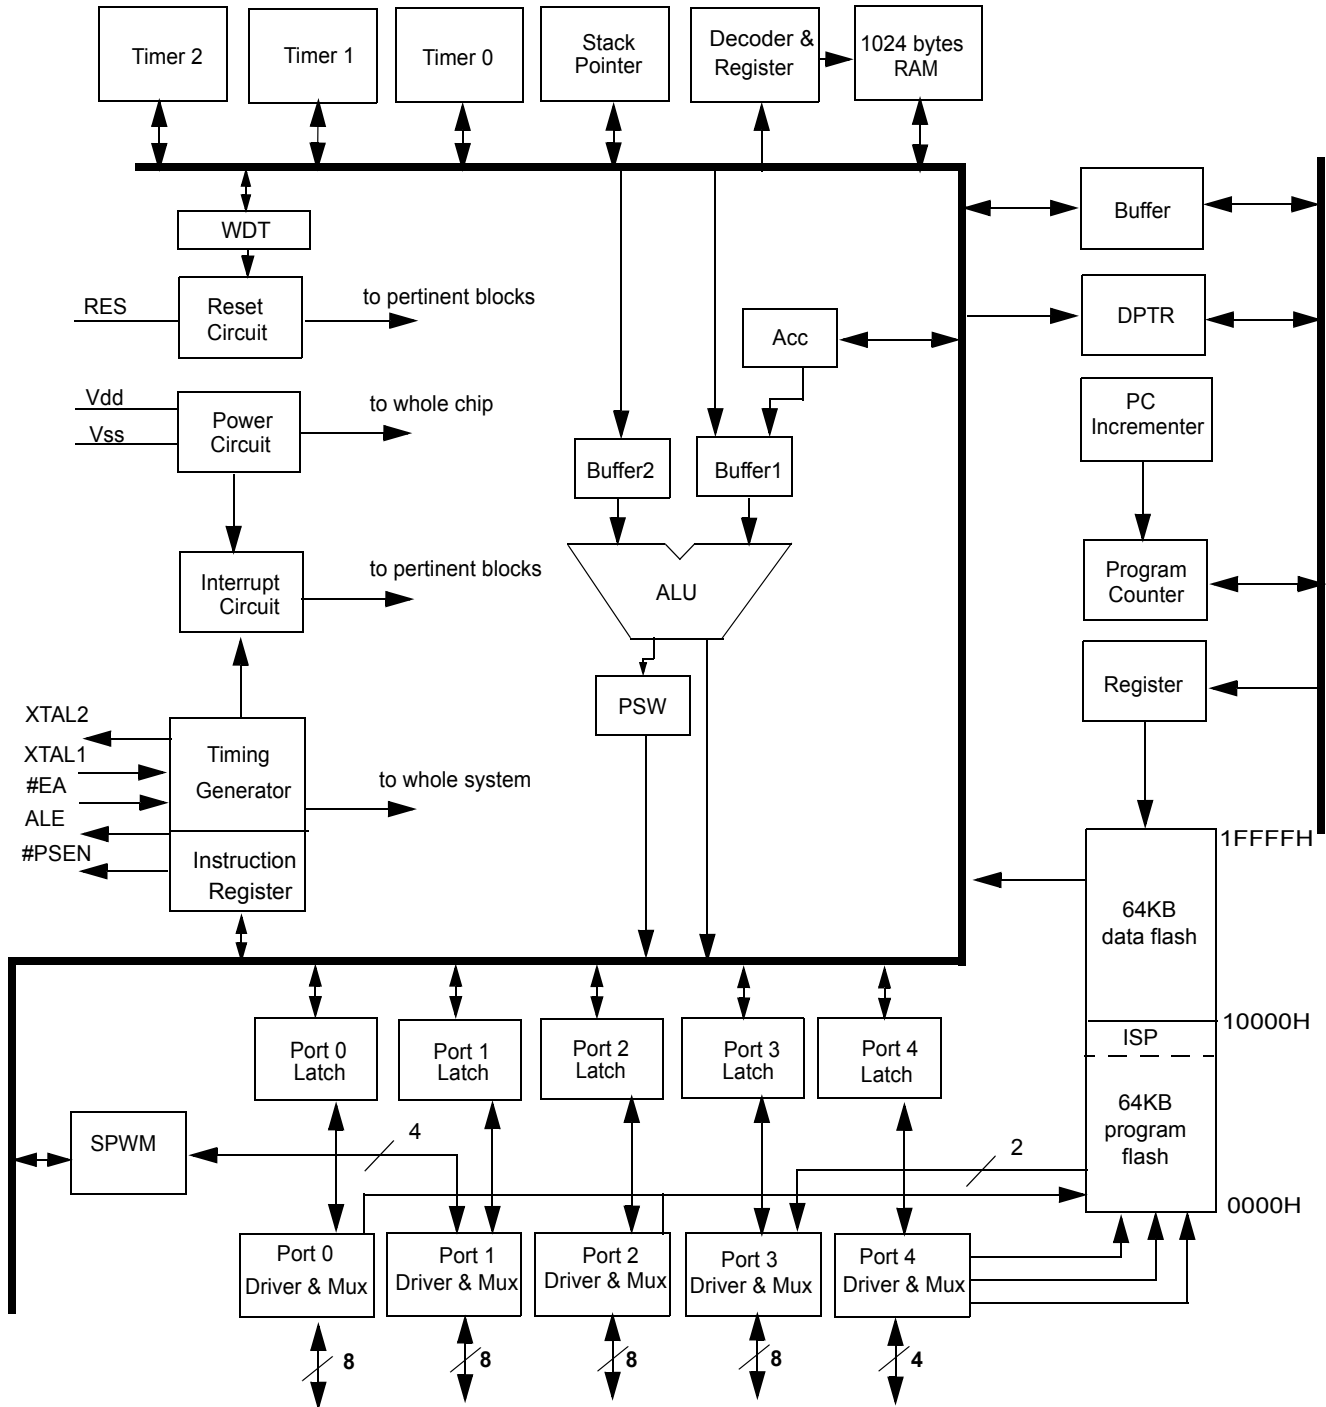 Timer 2
Timer 1
Timer 0
Stack
Pointer
Decoder &
Register
1024 bytes
RAM
WDT
Buffer
RES
Reset
Circuit
to pertinent blocks
Acc
DPTR
Vdd
Vss
Power
Circuit
to whole chip
PC
Incrementer
Buffer2
Buffer1
Interrupt
Circuit
to pertinent blocks
ALU
Program
Counter
PSW
Register
XTAL2
XTAL1
#EA
ALE
#PSEN
Timing
Generator
to whole system
Instruction
Register
1FFFFH
64KB
data flash
10000H
ISP
64KB
program
flash
0000H
Port 0
Latch
Port 1
Latch
Port 2
Latch
Port 3
Latch
Port 4
Latch
SPWM
4
2
Port 0
Driver & Mux
Port 1
Driver & Mux
Port 2
Driver & Mux
Port 3
Driver & Mux
Port 4
Driver & Mux
8
8
8
8
4